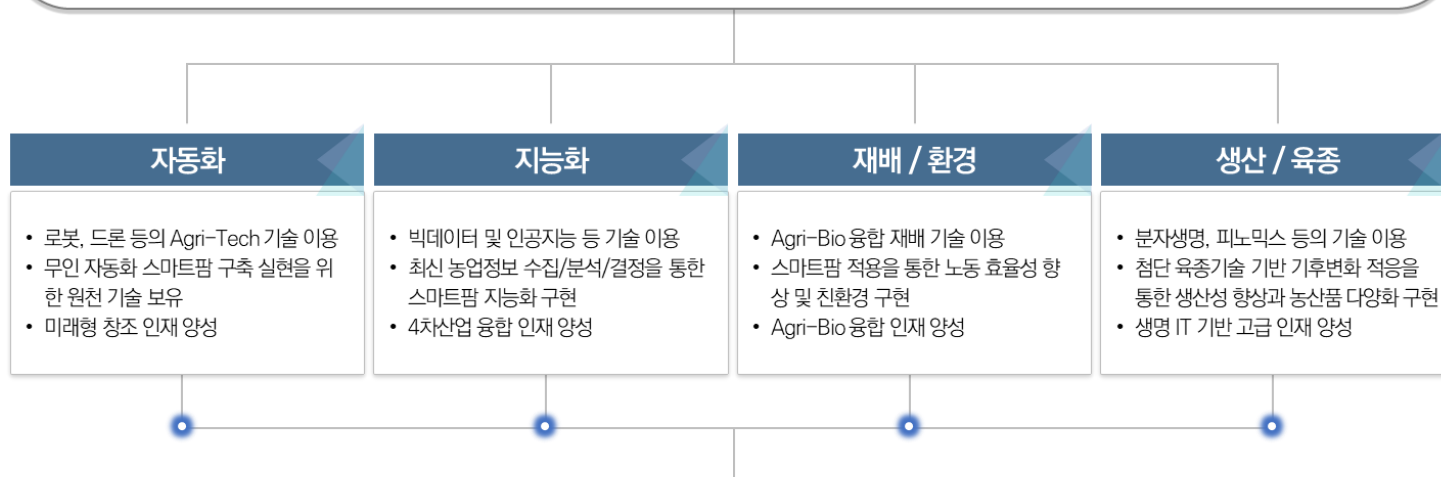 자동화
• 로봇, 드론 등의 Agri-Tech 기술 이용
• 무인 자동화 스마트팜 구축 실현을 위
한 원천 기술 보유
• 미래형 창조 인재 양성
지능화
• 빅데이터 및 인공지능 등 기술 이용
• 최신 농업정보 수집/분석/결정을 통한
스마트팜 지능화 구현
• 4차산업 융합 인재 양성
재배 / 환경
• Agri-Bio 융합 재배 기술 이용
• 스마트팜 적용을 통한 노동 효율성 향
상 및 친환경 구현
• Agri-Bio 융합 인재 양성
생산 / 육종
• 분자생명, 피노믹스 등의 기술 이용
• 첨단 육종기술 기반 기후변화 적응을
통한 생산성 향상과 농산품 다양화 구현
• 생명 IT 기반 고급 인재 양성